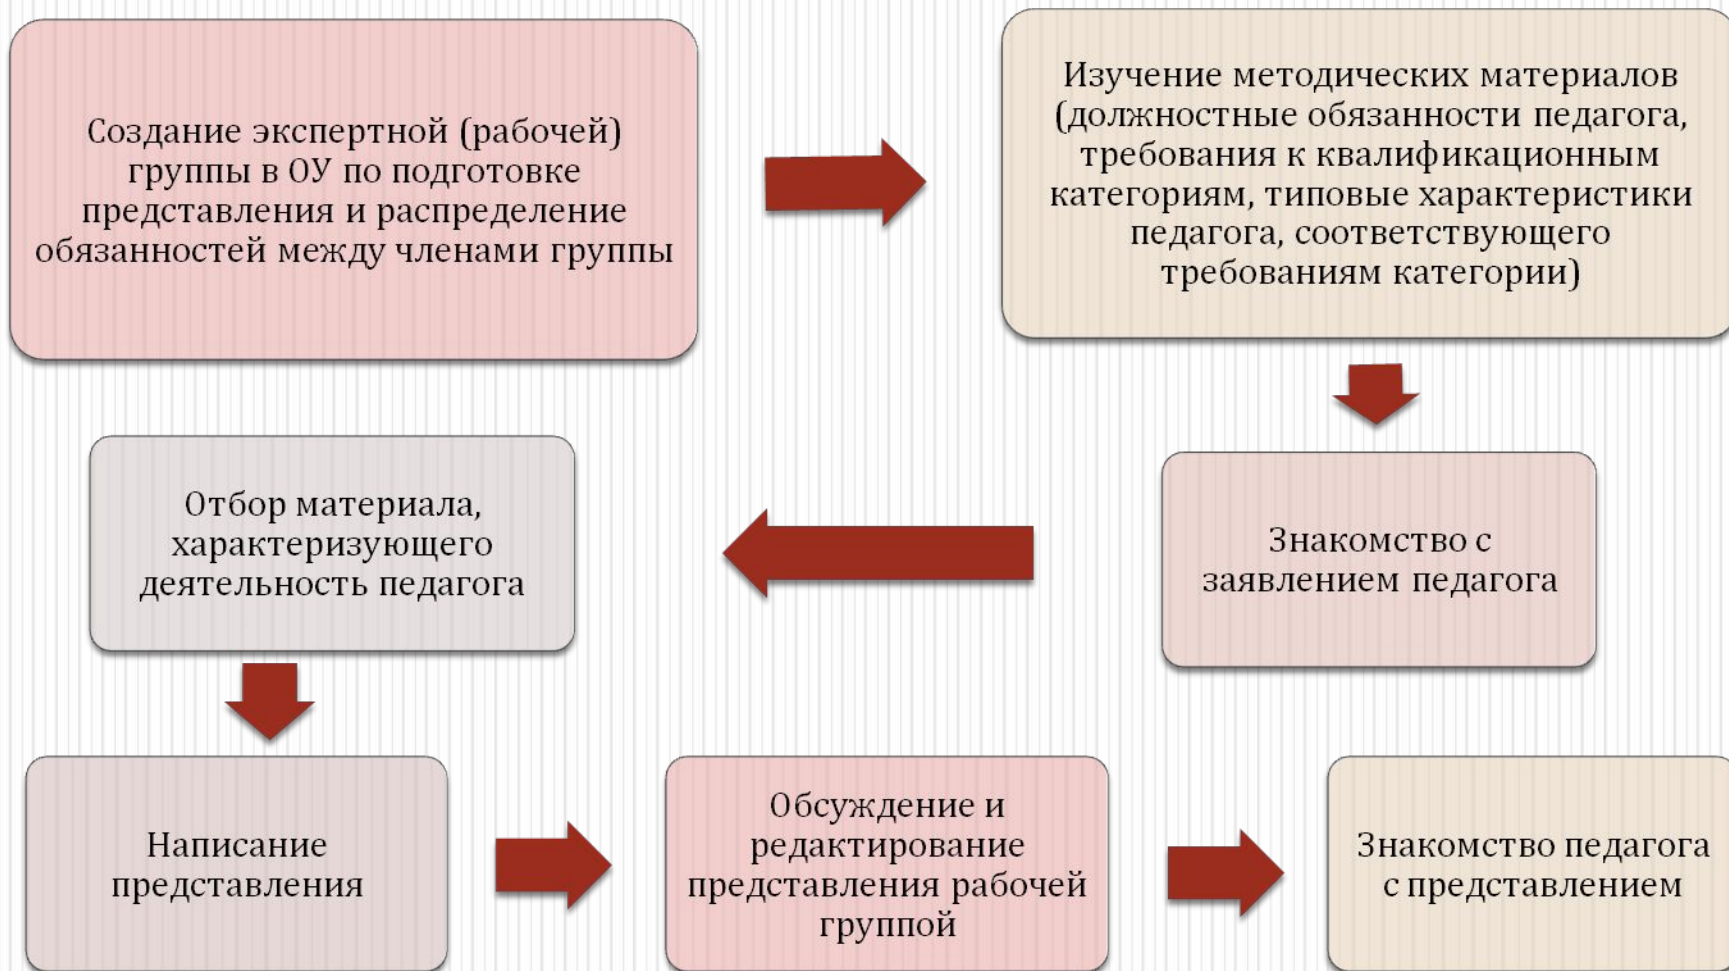 Создание экспертной (рабочей)
группы в ОУ по подготовке
представления и распределение
обязанностей между членами группы
Изучение методических материалов
(должностные обязанности педагога,
требования к квалификационным
категориям, типовые характеристики
педагога, соответствующего
требованиям категории)
Знакомство с
заявлением педагога
Отбор материала,
характеризующего
деятельность педагога
Написание
представления
Обсуждение и
редактирование
представления рабочей
группой
Знакомство педагога
с представлением